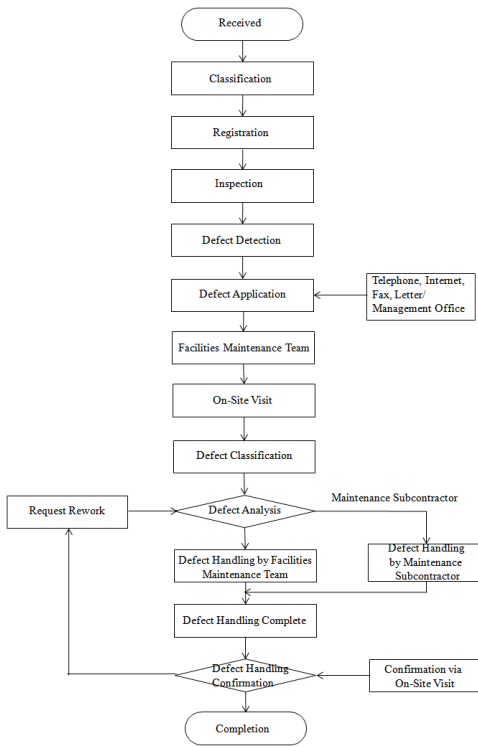 Received
Classification
Registration
Inspection
Defect Detection
Defect Application
Telephone, Internet,
Fax, Letter/
Management Office
Facilities Maintenance Team
On-Site Visit
Defect Classification
Maintenance Subcontractor
Request Rework
Defect Analysis
Defect Handling by Facilities
Maintenance Team
Defect Handling
by Maintenance
Subcontractor
Defect Handling Complete
Defect Handling
Confirmation
Confirmation via
On-Site Visit
Completion